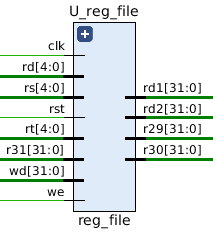 U_reg_file
clk
rd[4:0]
rs[4:0]
rst
rt[4:0]
r31[31:0]
wd[31:0]
we
rd1[31:0]
rd2[31:0]
r29[31:0]
r30[31:0]
reg_file